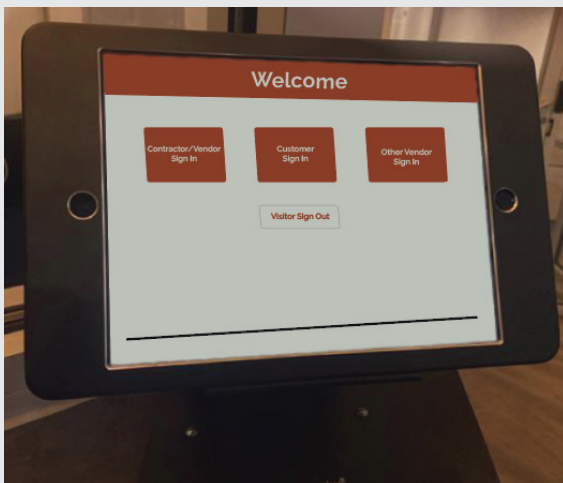 Welcome
Contractor/Vendor
Sign In
Customer
Sign In
Other Vendor
Sign In
Visitor Sign Out